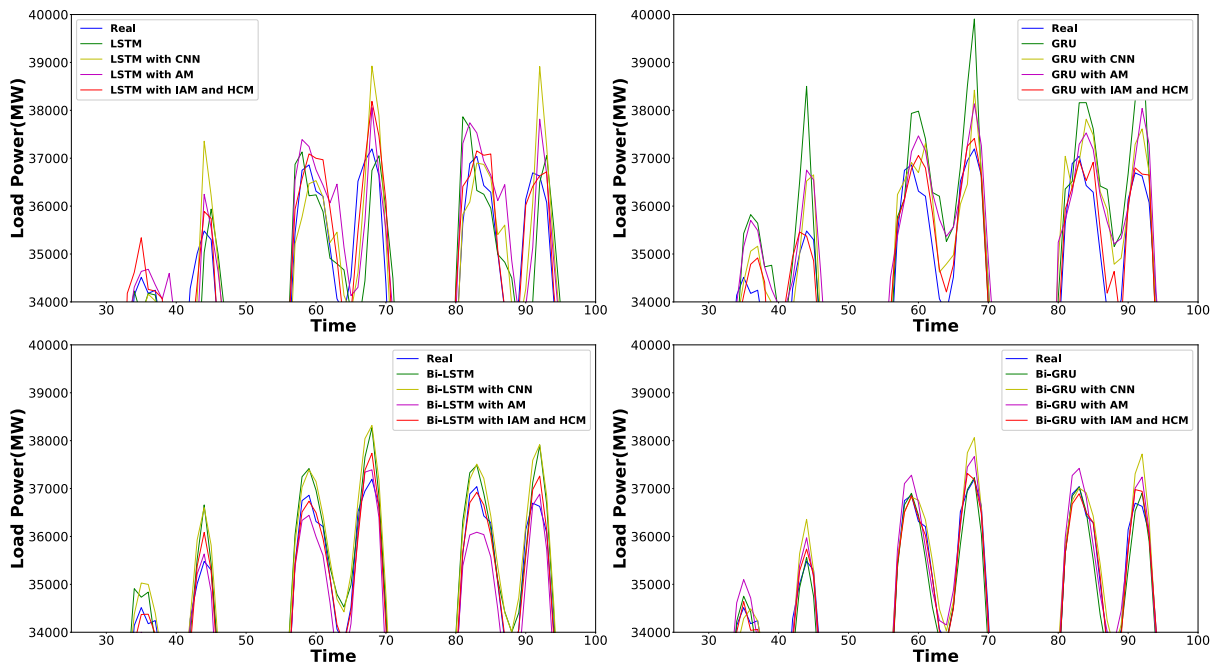 40000
39000
38000
37000
36000
35000
34000
Load Power(MW)
Real
LSTM
LSTM with CNN
LSTM with AM
LSTM with IAM and HCM
30 40 50 60 70 80 90 100
Time
40000
39000
38000
37000
36000
35000
34000
Load Power(MW)
Real
GRU
GRU with CNN
GRU with AM
GRU with IAM and HCM
30 40 50 60 70 80 90 100
Time
40000
39000
38000
37000
36000
35000
34000
Load Power(MW)
Real
Bi-LSTM
Bi-LSTM with CNN
Bi-LSTM with AM
Bi-LSTM with IAM and HCM
30 40 50 60 70 80 90 100
Time
40000
39000
38000
37000
36000
35000
34000
Load Power(MW)
Real
Bi-GRU
Bi-GRU with CNN
Bi-GRU with AM
Bi-GRU with IAM and HCM
30 40 50 60 70 80 90 100
Time